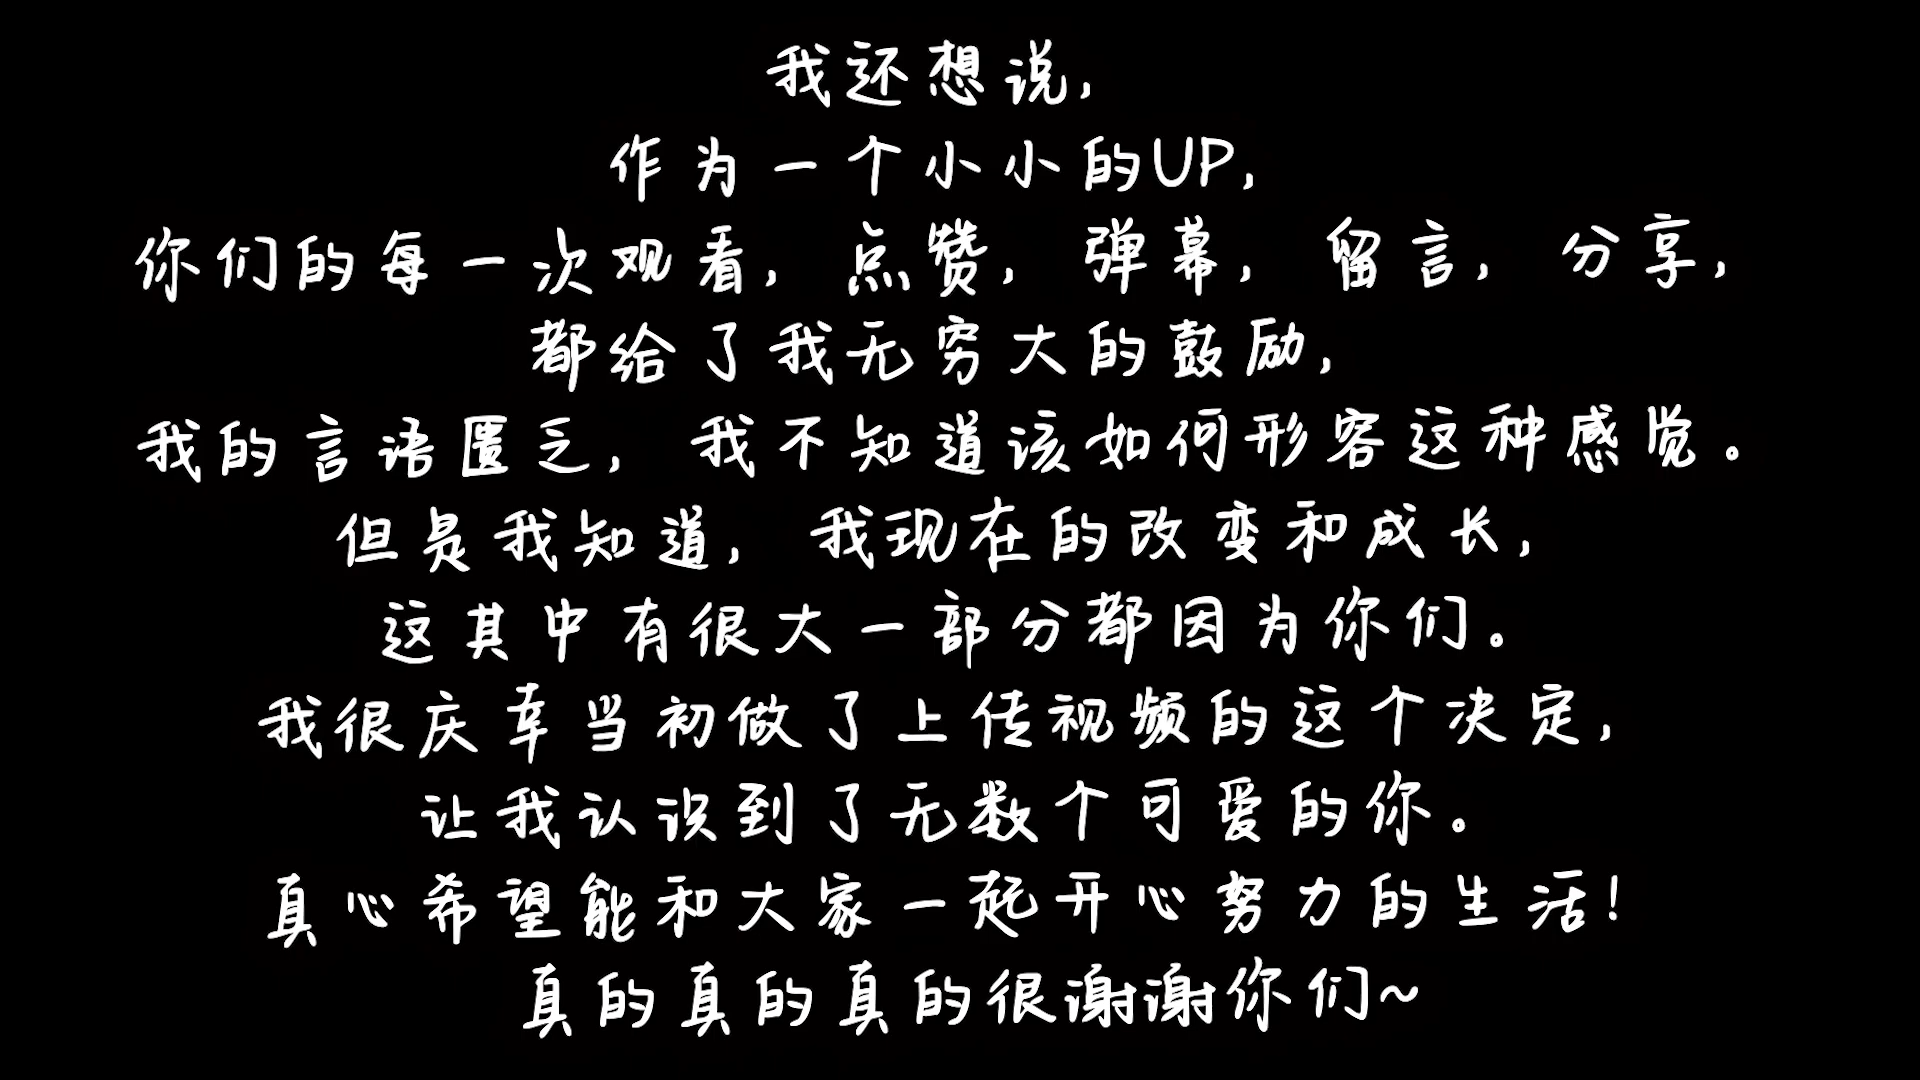 我还想说，
作为一个小小的UP，
你们的每一次观看，点赞，弹幕，留言，分享，
都给了我无穷大的鼓励，
我的言语匮乏，我不知道该如何形容这种感觉。
但是我知道，我现在的改变和成长，
这其中有很大一部分都因为你们。
我很庆幸当初做了上传视频的这个决定，
让我认识到了无数个可爱的你。
真心希望能和大家一起开心努力的生活！
真的真的真的很谢谢你们~